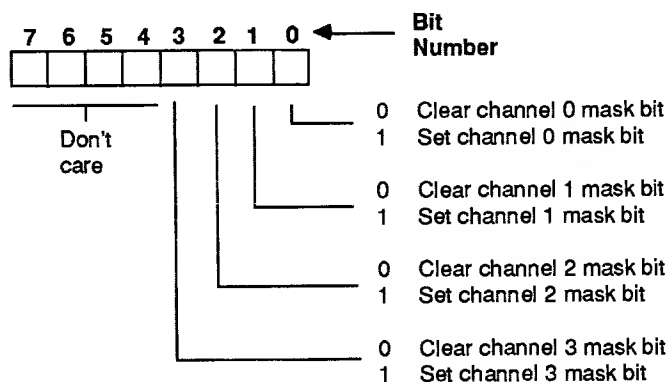 Bit
Number
7 6 5 4 3 2 1 0
Don't
care
0 Clear channel 0 mask bit
1 Set channel 0 mask bit
0 Clear channel 1 mask bit
1 Set channel 1 mask bit
0 Clear channel 2 mask bit
1 Set channel 2 mask bit
0 Clear channel 3 mask bit
1 Set channel 3 mask bit